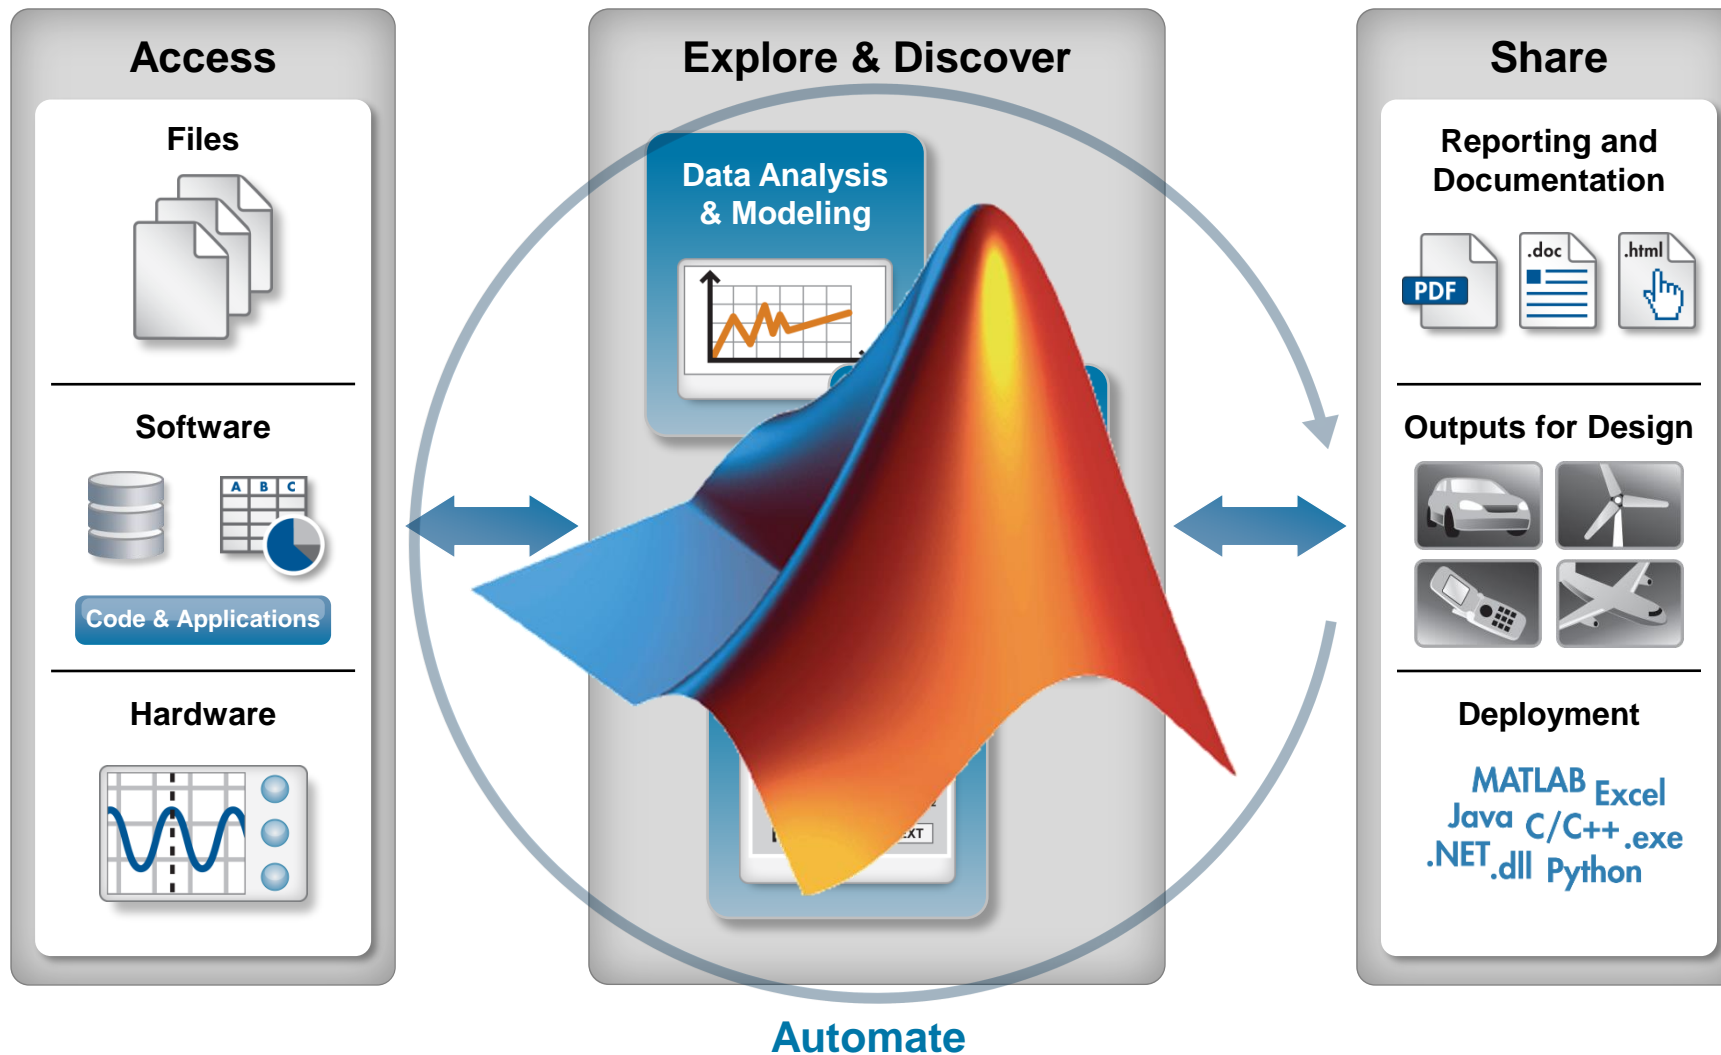 Access
Files
Software
A B C
Code & Applications
Hardware
Explore & Discover
Data Analysis
& Modeling
Share
Reporting and
Documentation
PDF
.doc
.html
Outputs for Design
Deployment
MATLAB Excel
Java C/C++ .exe
.NET .dll Python
Automate